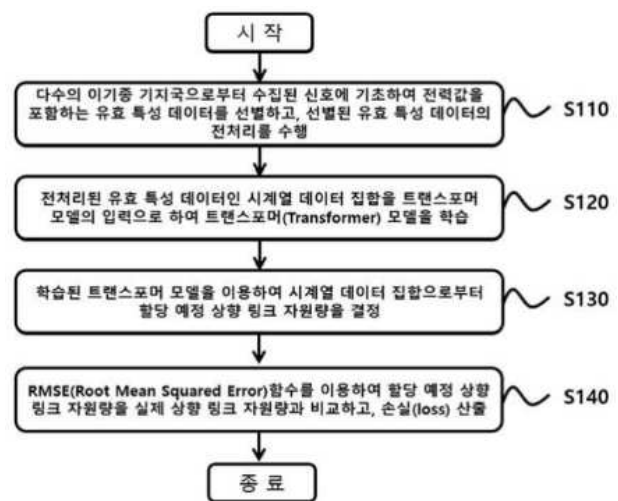 시 작
다수의 이기종 기지국으로부터 수집된 신호에 기초하여 전력값을
포함하는 유효 특성 데이터를 선별하고, 선별된 유효 특성 데이터의
전처리를 수행
S110
전처리된 유효 특성 데이터인 시계열 데이터 집합을 트랜스포머
모델의 입력으로 하여 트랜스포머(Transformer) 모델을 학습
S120
학습된 트랜스포머 모델을 이용하여 시계열 데이터 집합으로부터
할당 예정 상향 링크 자원량을 결정
S130
RMSE(Root Mean Squared Error)함수를 이용하여 할당 예정 상향
링크 자원량을 실제 상향 링크 자원량과 비교하고, 손실(loss) 산출
S140
종 료